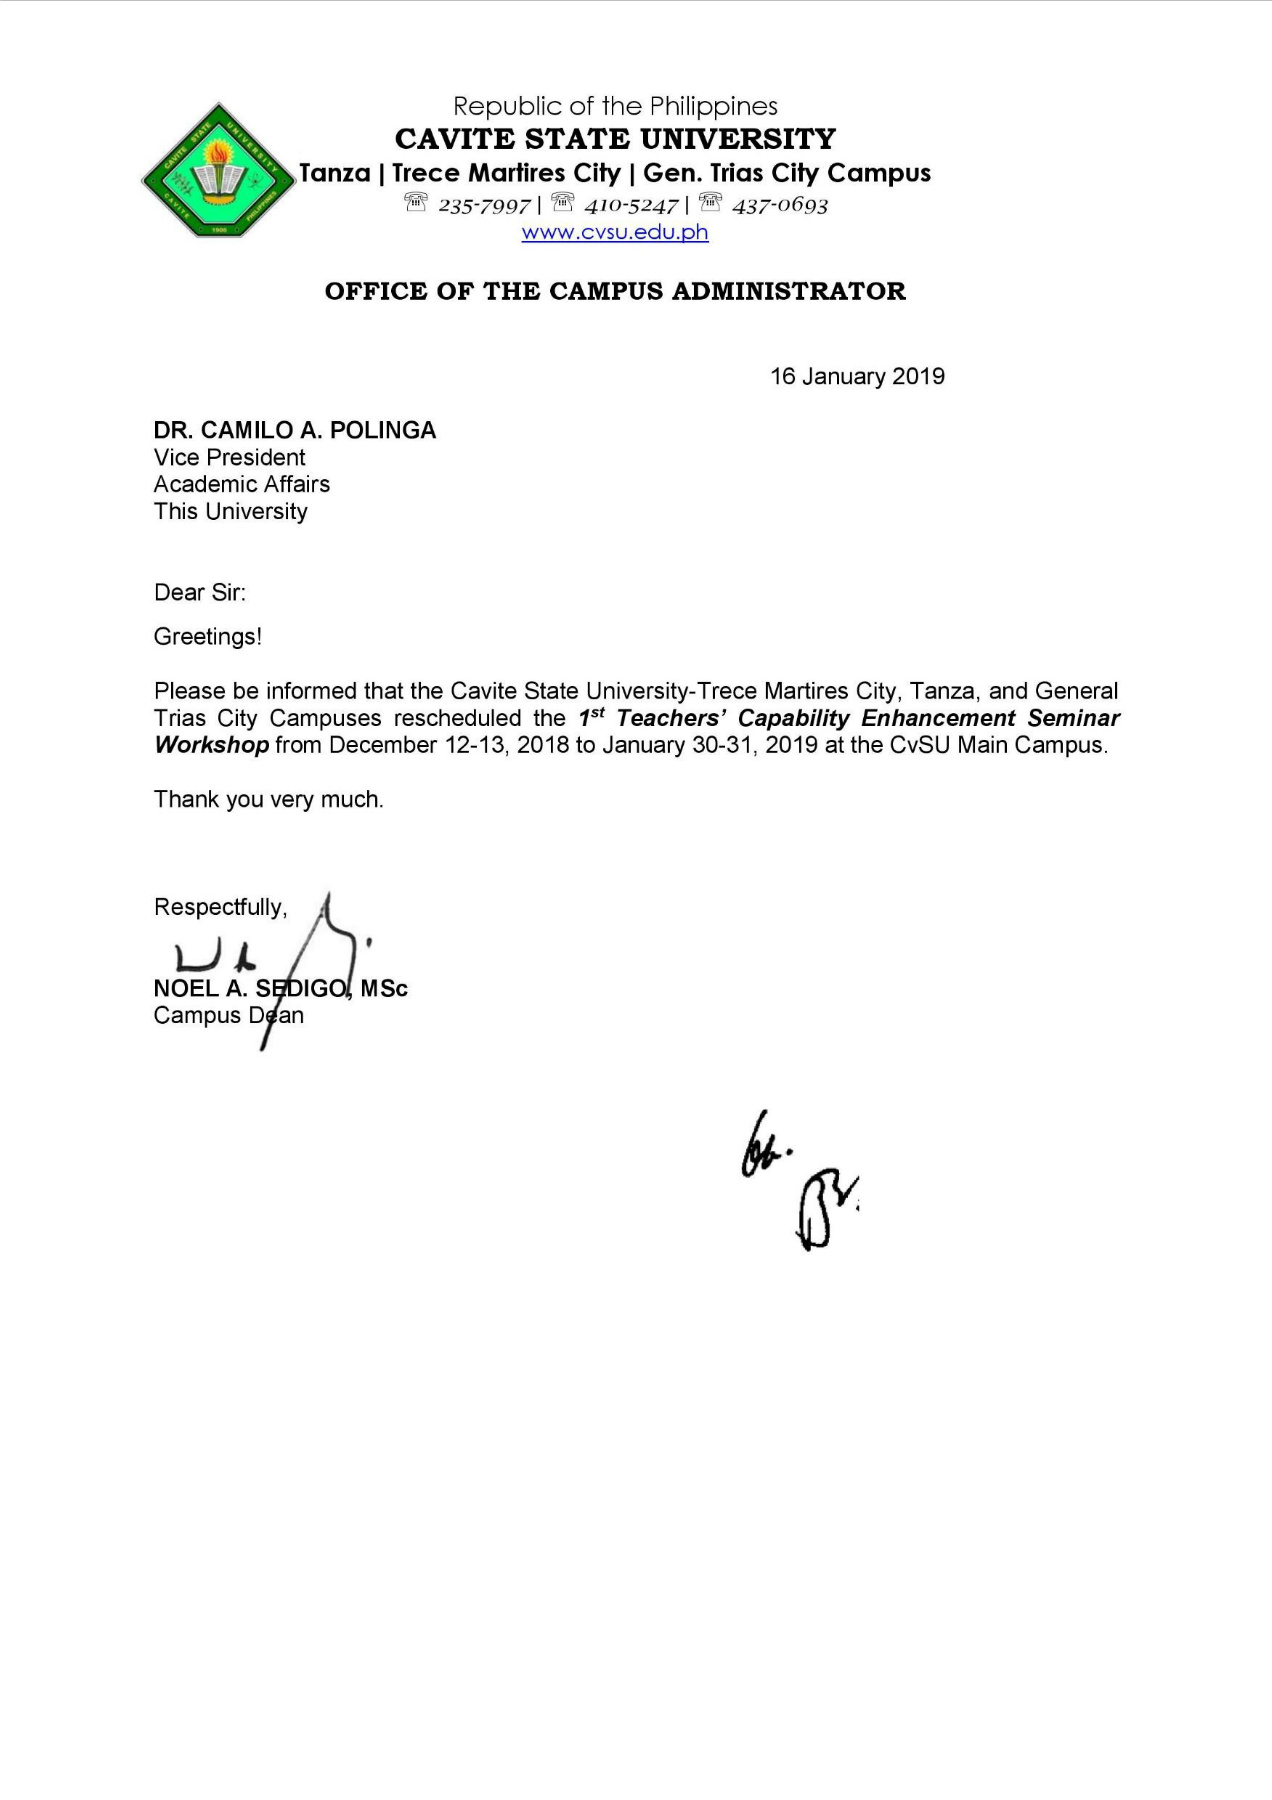 Republic of the Philippines
CAVITE STATE UNIVERSITY
Tanza | Trece Martires City | Gen. Trias City Campus
☏ 235-7997 | ☏ 410-5247 | ☏ 437-0693
www.cvsu.edu.ph
CAVITE STATE UNIVERSITY
CAVITE PHILIPPINES
1906
OFFICE OF THE CAMPUS ADMINISTRATOR
16 January 2019
DR. CAMILO A. POLINGA
Vice President
Academic Affairs
This University
Dear Sir:
Greetings!
Please be informed that the Cavite State University-Trece Martires City, Tanza, and General
Trias City Campuses rescheduled the 1st Teachers' Capability Enhancement Seminar
Workshop from December 12-13, 2018 to January 30-31, 2019 at the CvSU Main Campus.
Thank you very much.
Respectfully,
NOEL A. SEDIGO, MSc
Campus Dean